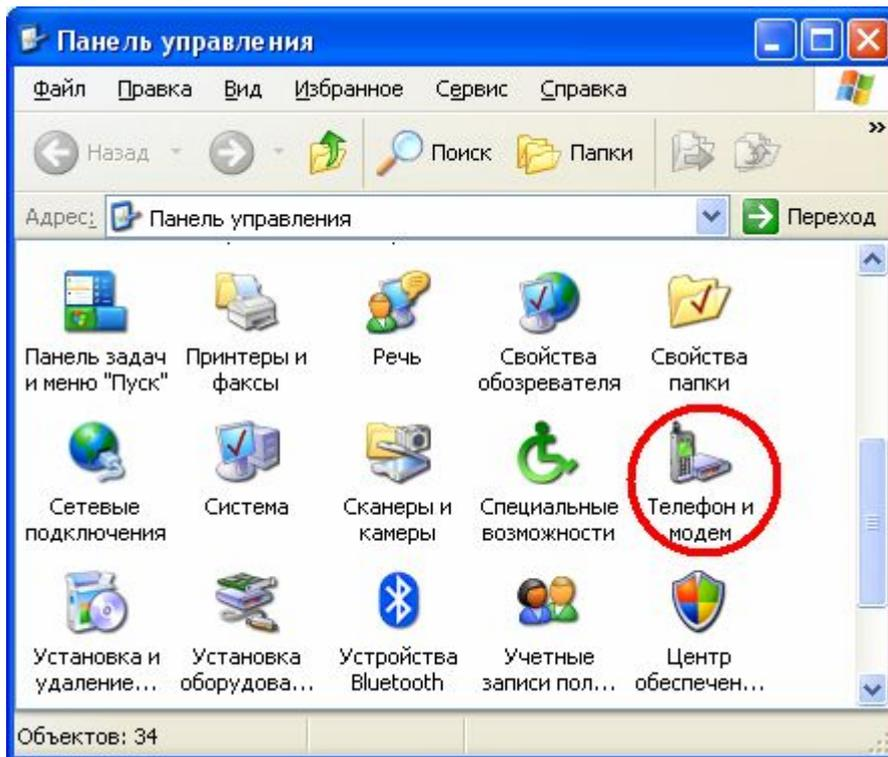 Панель управления
Файл Правка Вид Избранное Сервис Справка
Назад Поиск Папки »
Адрес: Панель управления Переход
Панель задач и меню "Пуск"
Принтеры и факсы
Речь
Свойства обозревателя
Свойства папки
Сетевые подключения
Система
Сканеры и камеры
Специальные возможности
Телефон и модем
Установка и удаление...
Установка оборудова...
Устройства Bluetooth
Учетные записи пол...
Центр обеспечен...
Объектов: 34